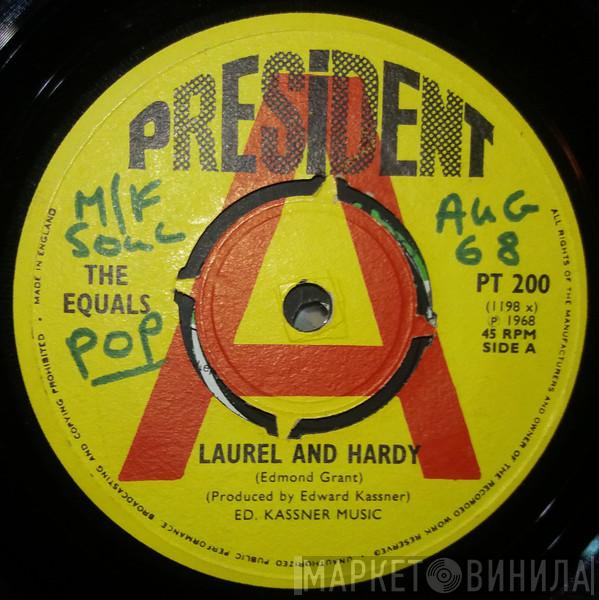 PRESIDENT
A
M/F
SOUL
AUG
68
THE
EQUALS
POP
PT 200
(1198 x)
℗ 1968
45 RPM
SIDE A
LAUREL AND HARDY
(Edmond Grant)
(Produced by Edward Kassner)
ED. KASSNER MUSIC
ALL RIGHTS OF THE MANUFACTURERS AND OWNER OF THE RECORDED WORK RESERVED • UNAUTHORISED PUBLIC PERFORMANCE BROADCASTING AND COPYING PROHIBITED • MADE IN ENGLAND
МАРКЕТ ВИНИЛА